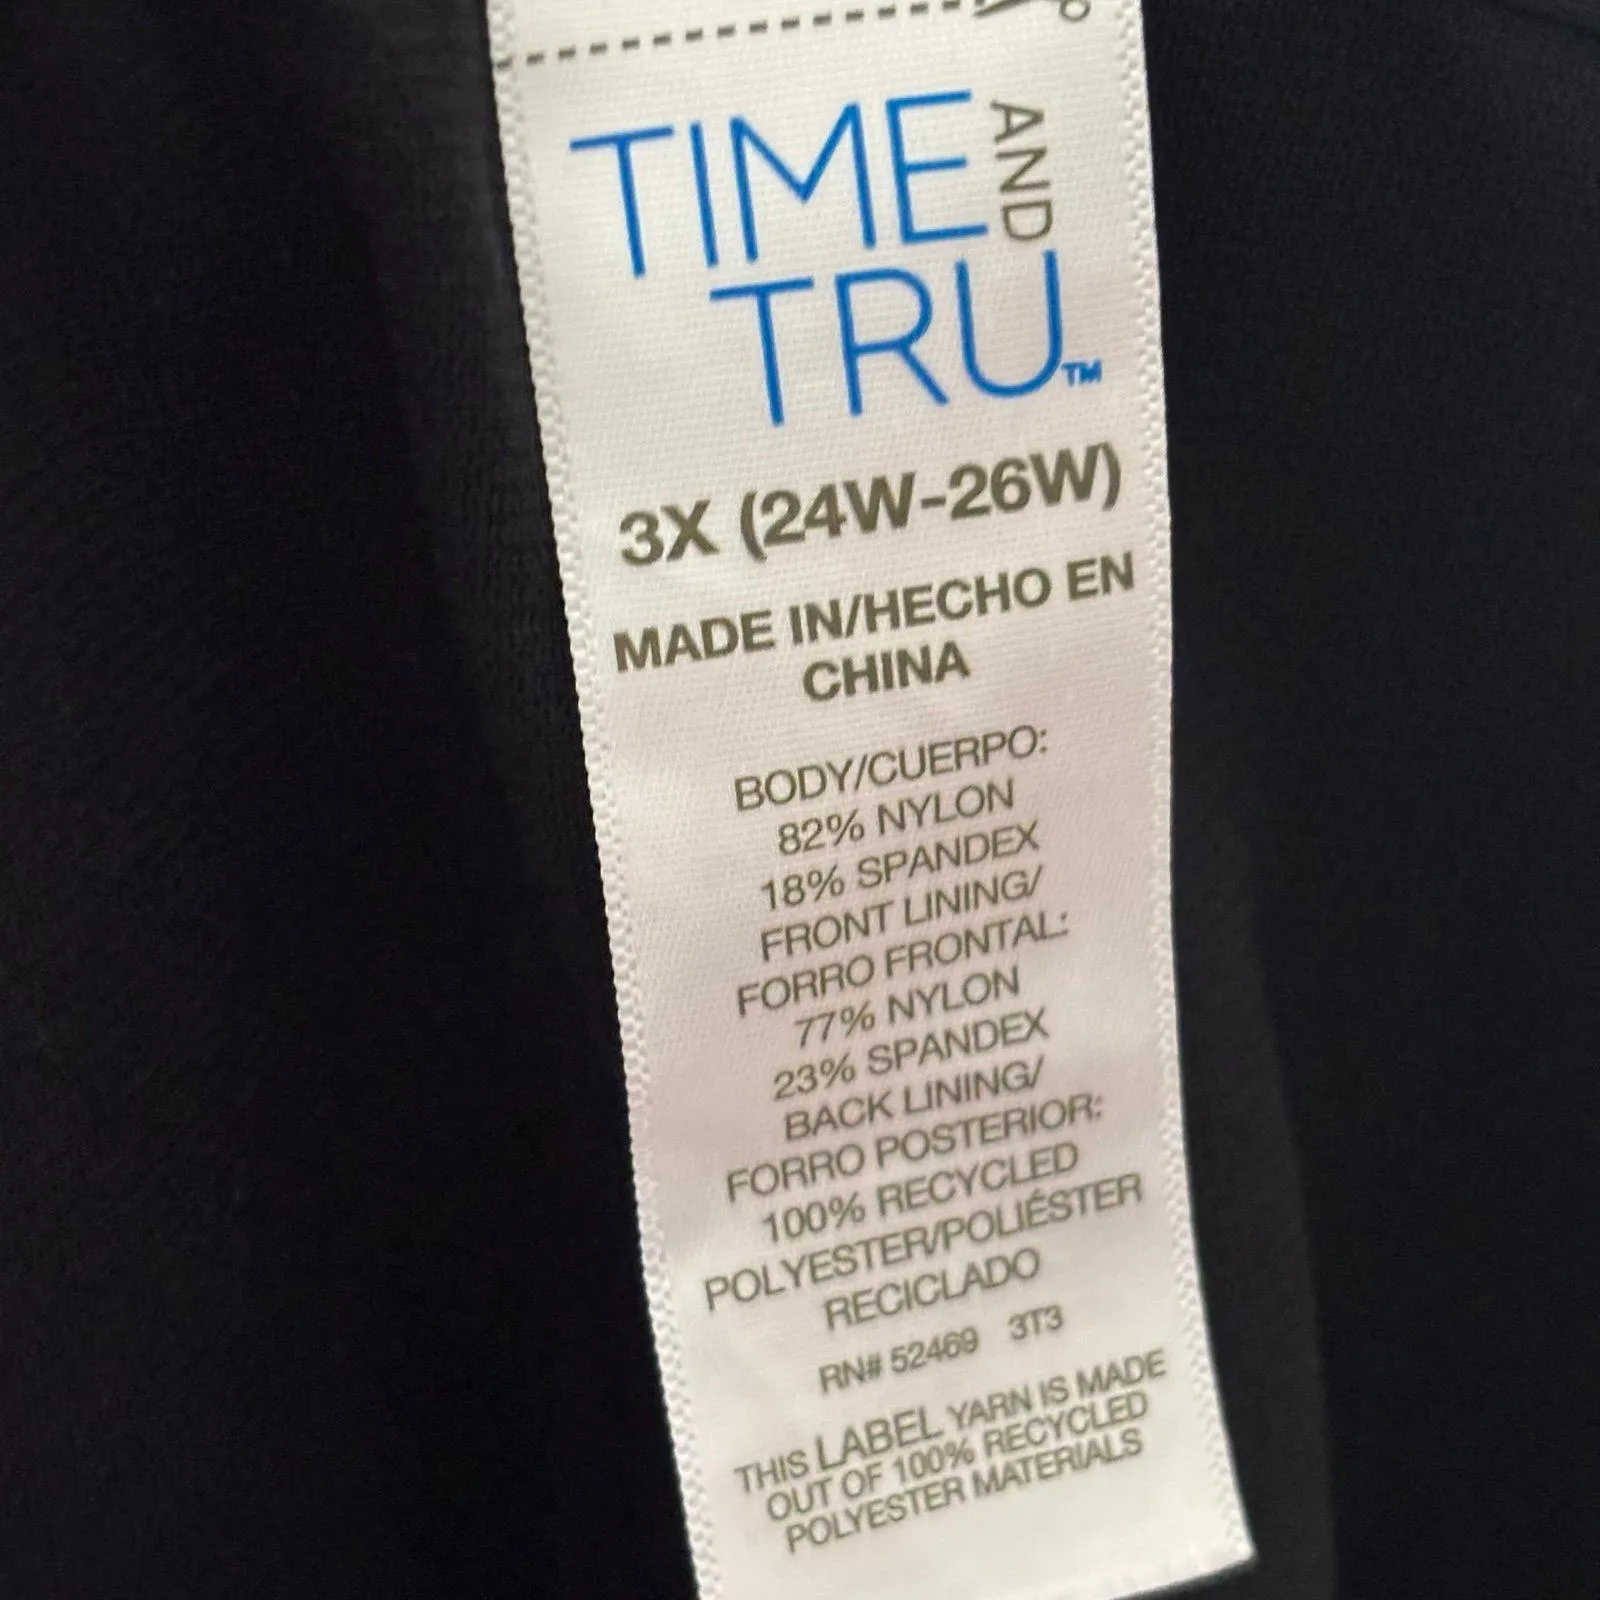 TIME AND
TRU™
3X (24W-26W)
MADE IN/HECHO EN
CHINA
BODY/CUERPO:
82% NYLON
18% SPANDEX
FRONT LINING/
FORRO FRONTAL:
77% NYLON
23% SPANDEX
BACK LINING/
FORRO POSTERIOR:
100% RECYCLED
POLYESTER/POLIÉSTER
RECICLADO
RN# 52469 3T3
THIS LABEL YARN IS MADE
OUT OF 100% RECYCLED
POLYESTER MATERIALS